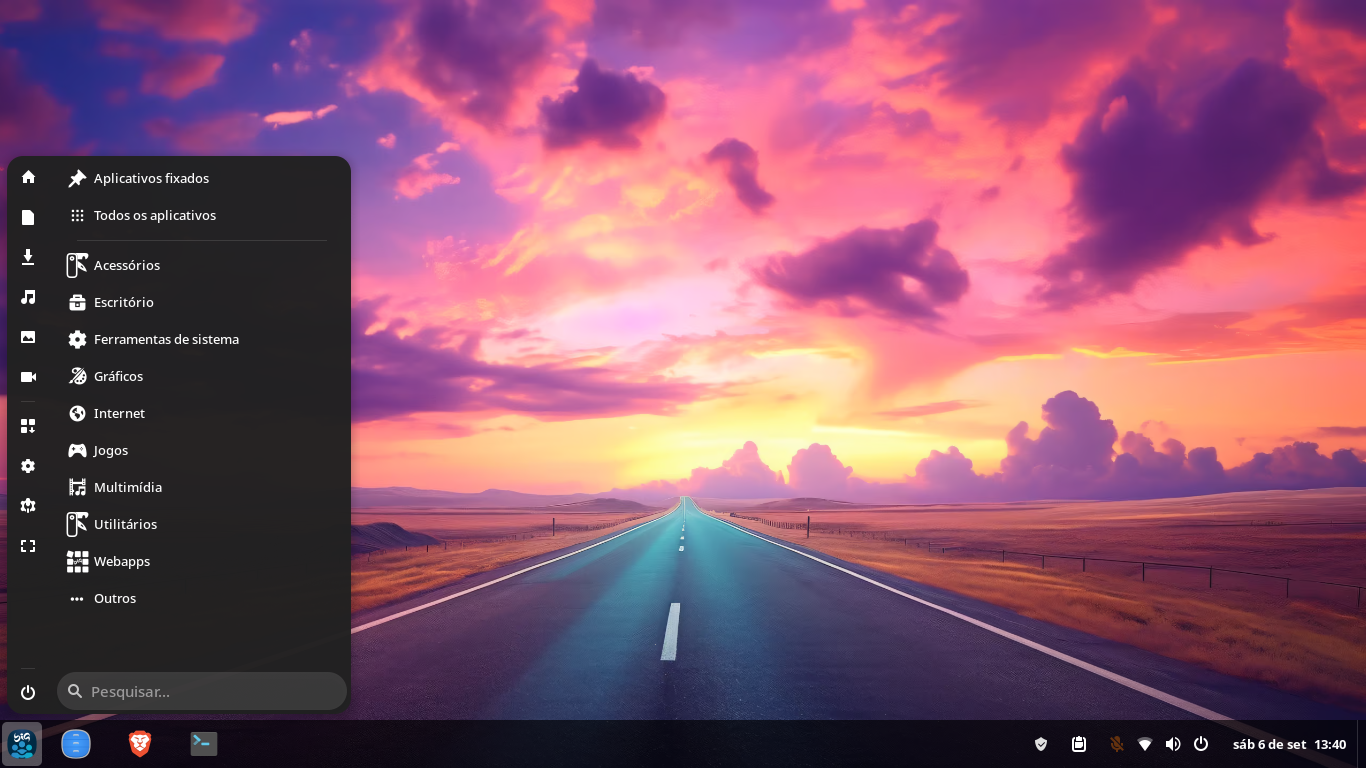 Aplicativos fixados
Todos os aplicativos
Acessórios
Escritório
Ferramentas de sistema
Gráficos
Internet
Jogos
Multimídia
Utilitários
Webapps
Outros
Pesquisar...
BIG
sáb 6 de set 13:40